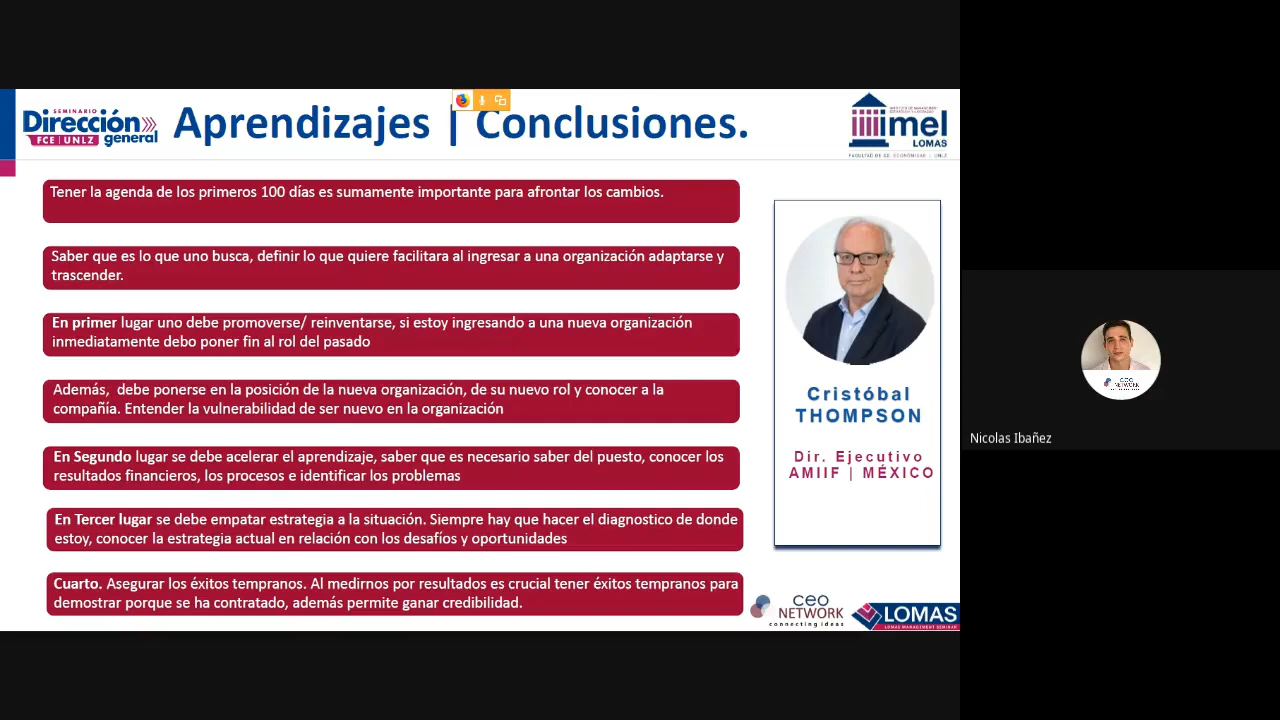 SEMINARIO
Dirección
general
FCE | UNLZ
Aprendizajes | Conclusiones.
imel
LOMAS
Tener la agenda de los primeros 100 días es sumamente importante para afrontar los cambios.
Saber que es lo que uno busca, definir lo que quiere facilitara al ingresar a una organización adaptarse y
trascender.
En primer lugar uno debe promoverse/ reinventarse, si estoy ingresando a una nueva organización
inmediatamente debo poner fin al rol del pasado
Además, debe ponerse en la posición de la nueva organización, de su nuevo rol y conocer a la
compañía. Entender la vulnerabilidad de ser nuevo en la organización
En Segundo lugar se debe acelerar el aprendizaje, saber que es necesario saber del puesto, conocer los
resultados financieros, los procesos e identificar los problemas
En Tercer lugar se debe empatar estrategia a la situación. Siempre hay que hacer el diagnostico de donde
estoy, conocer la estrategia actual en relación con los desafíos y oportunidades
Cuarto. Asegurar los éxitos tempranos. Al medirnos por resultados es crucial tener éxitos tempranos para
demostrar porque se ha contratado, además permite ganar credibilidad.
Cristóbal
THOMPSON
Dir. Ejecutivo
AMIIF | MÉXICO
ceo
NETWORK
connecting ideas
LOMAS
LOMAS MANAGEMENT SEMINAR
ceo
NETWORK
Nicolas Ibañez